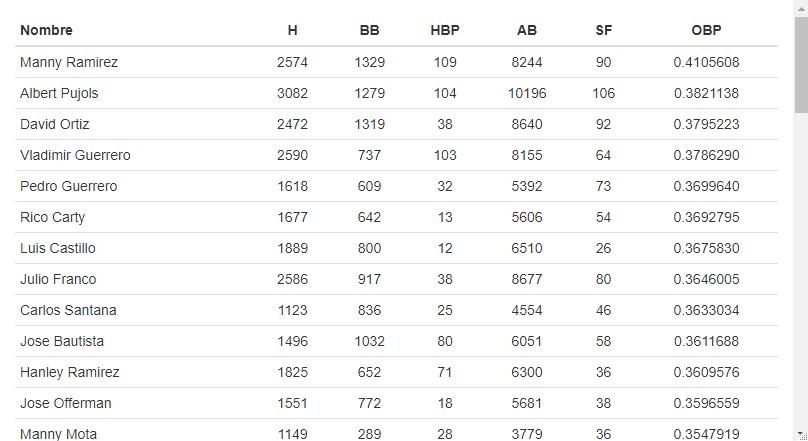 Nombre H BB HBP AB SF OBP
Manny Ramirez 2574 1329 109 8244 90 0.4105608
Albert Pujols 3082 1279 104 10196 106 0.3821138
David Ortiz 2472 1319 38 8640 92 0.3795223
Vladimir Guerrero 2590 737 103 8155 64 0.3786290
Pedro Guerrero 1618 609 32 5392 73 0.3699640
Rico Carty 1677 642 13 5606 54 0.3692795
Luis Castillo 1889 800 12 6510 26 0.3675830
Julio Franco 2586 917 38 8677 80 0.3646005
Carlos Santana 1123 836 25 4554 46 0.3633034
Jose Bautista 1496 1032 80 6051 58 0.3611688
Hanley Ramirez 1825 652 71 6300 36 0.3609576
Jose Offerman 1551 772 18 5681 38 0.3596559
Manny Mota 1149 289 28 3779 36 0.3547919